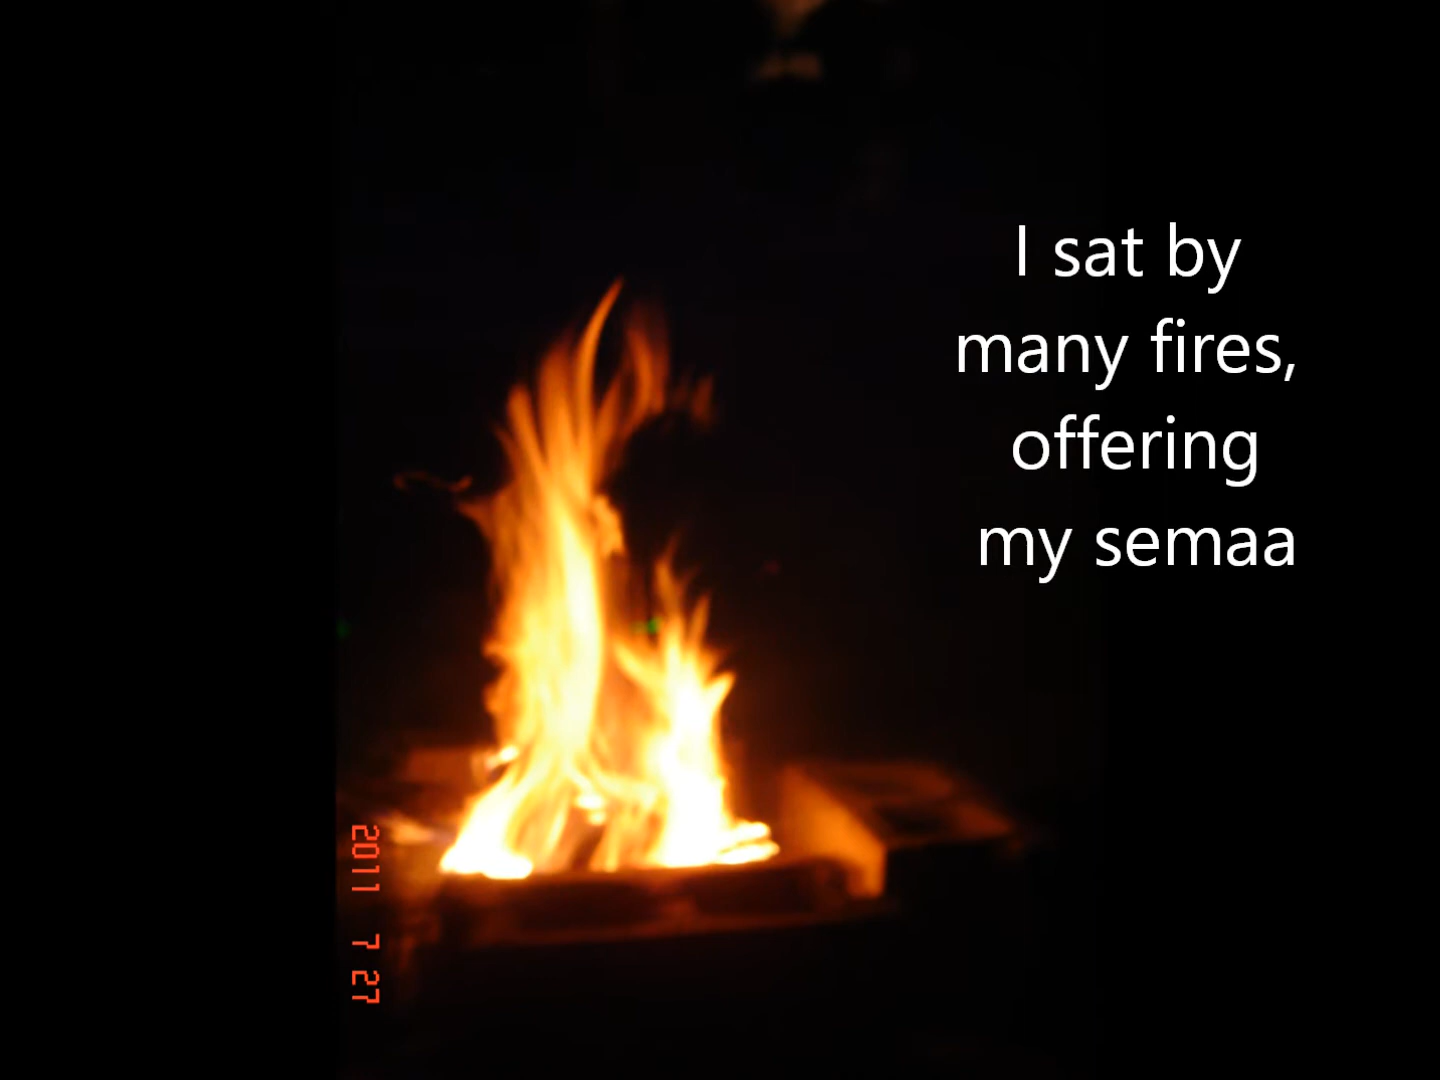 I sat by
many fires,
offering
my semaa
2011 7 27